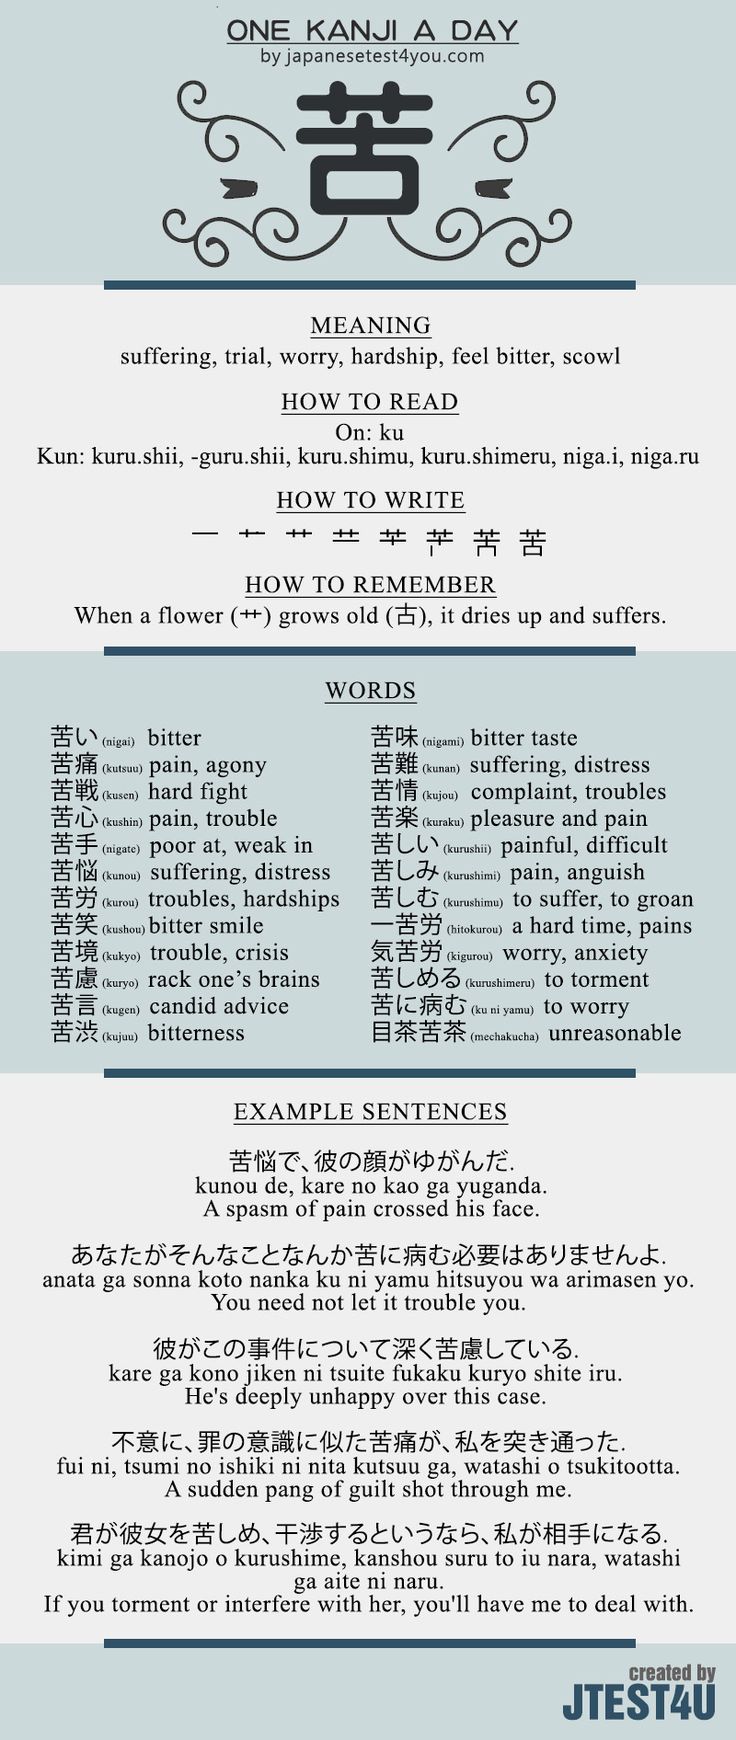 ONE KANJI A DAY
by japanesetest4you.com
苦
MEANING
suffering, trial, worry, hardship, feel bitter, scowl
HOW TO READ
On: ku
Kun: kuru.shii, -guru.shii, kuru.shimu, kuru.shimeru, niga.i, niga.ru
HOW TO WRITE
苦
HOW TO REMEMBER
When a flower (艹) grows old (古), it dries up and suffers.
WORDS
苦い (nigai) bitter
苦痛 (kutsuu) pain, agony
苦戦 (kusen) hard fight
苦心 (kushin) pain, trouble
苦手 (nigate) poor at, weak in
苦悩 (kunou) suffering, distress
苦労 (kurou) troubles, hardships
苦笑 (kushou) bitter smile
苦境 (kukyo) trouble, crisis
苦慮 (kuryo) rack one's brains
苦言 (kugen) candid advice
苦渋 (kujuu) bitterness
苦味 (nigami) bitter taste
苦難 (kunan) suffering, distress
苦情 (kujou) complaint, troubles
苦楽 (kuraku) pleasure and pain
苦しい (kurushii) painful, difficult
苦しみ (kurushimi) pain, anguish
苦しむ (kurushimu) to suffer, to groan
一苦労 (hitokurou) a hard time, pains
気苦労 (kigurou) worry, anxiety
苦しめる (kurushimeru) to torment
苦に病む (ku ni yamu) to worry
目茶苦茶 (mechakucha) unreasonable
EXAMPLE SENTENCES
苦悩で、彼の顔がゆがんだ.
kunou de, kare no kao ga yuganda.
A spasm of pain crossed his face.
あなたがそんなことなんか苦に病む必要はありませんよ.
anata ga sonna koto nanka ku ni yamu hitsuyou wa arimasen yo.
You need not let it trouble you.
彼がこの事件について深く苦慮している.
kare ga kono jiken ni tsuite fukaku kuryo shite iru.
He's deeply unhappy over this case.
不意に、罪の意識に似た苦痛が、私を突き通った.
fui ni, tsumi no ishiki ni nita kutsuu ga, watashi o tsukitootta.
A sudden pang of guilt shot through me.
君が彼女を苦しめ、干渉するというなら、私が相手になる.
kimi ga kanojo o kurushime, kanshou suru to iu nara, watashi
ga aite ni naru.
If you torment or interfere with her, you'll have me to deal with.
created by
JTEST4U